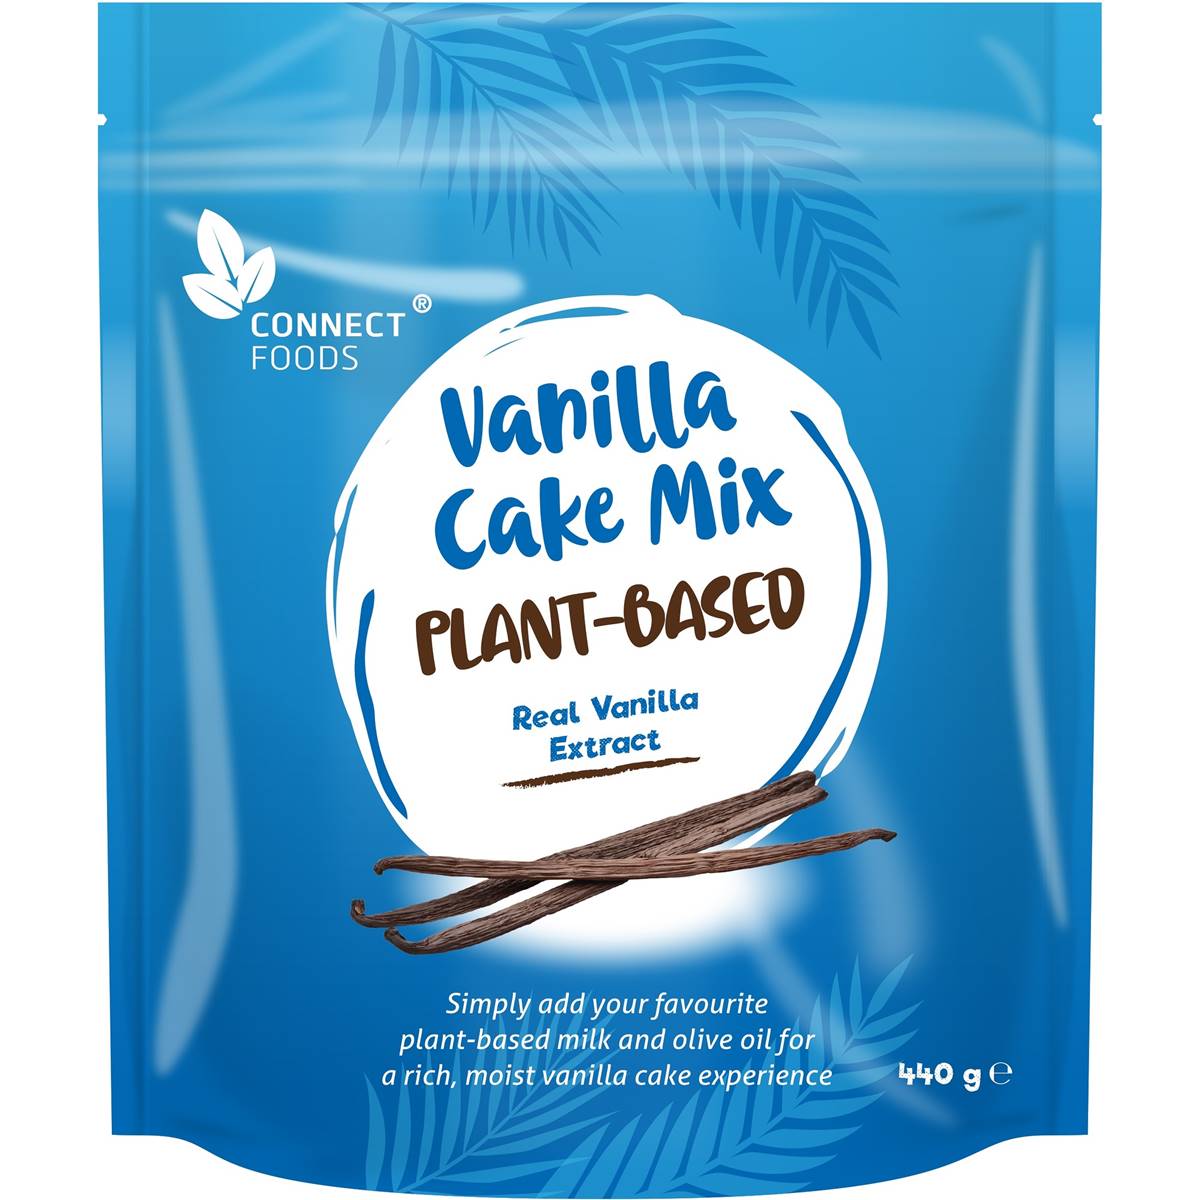 CONNECT®
FOODS
Vanilla
Cake Mix
PLANT-BASED
Real Vanilla
Extract
Simply add your favourite
plant-based milk and olive oil for
a rich, moist vanilla cake experience
440 g ℮